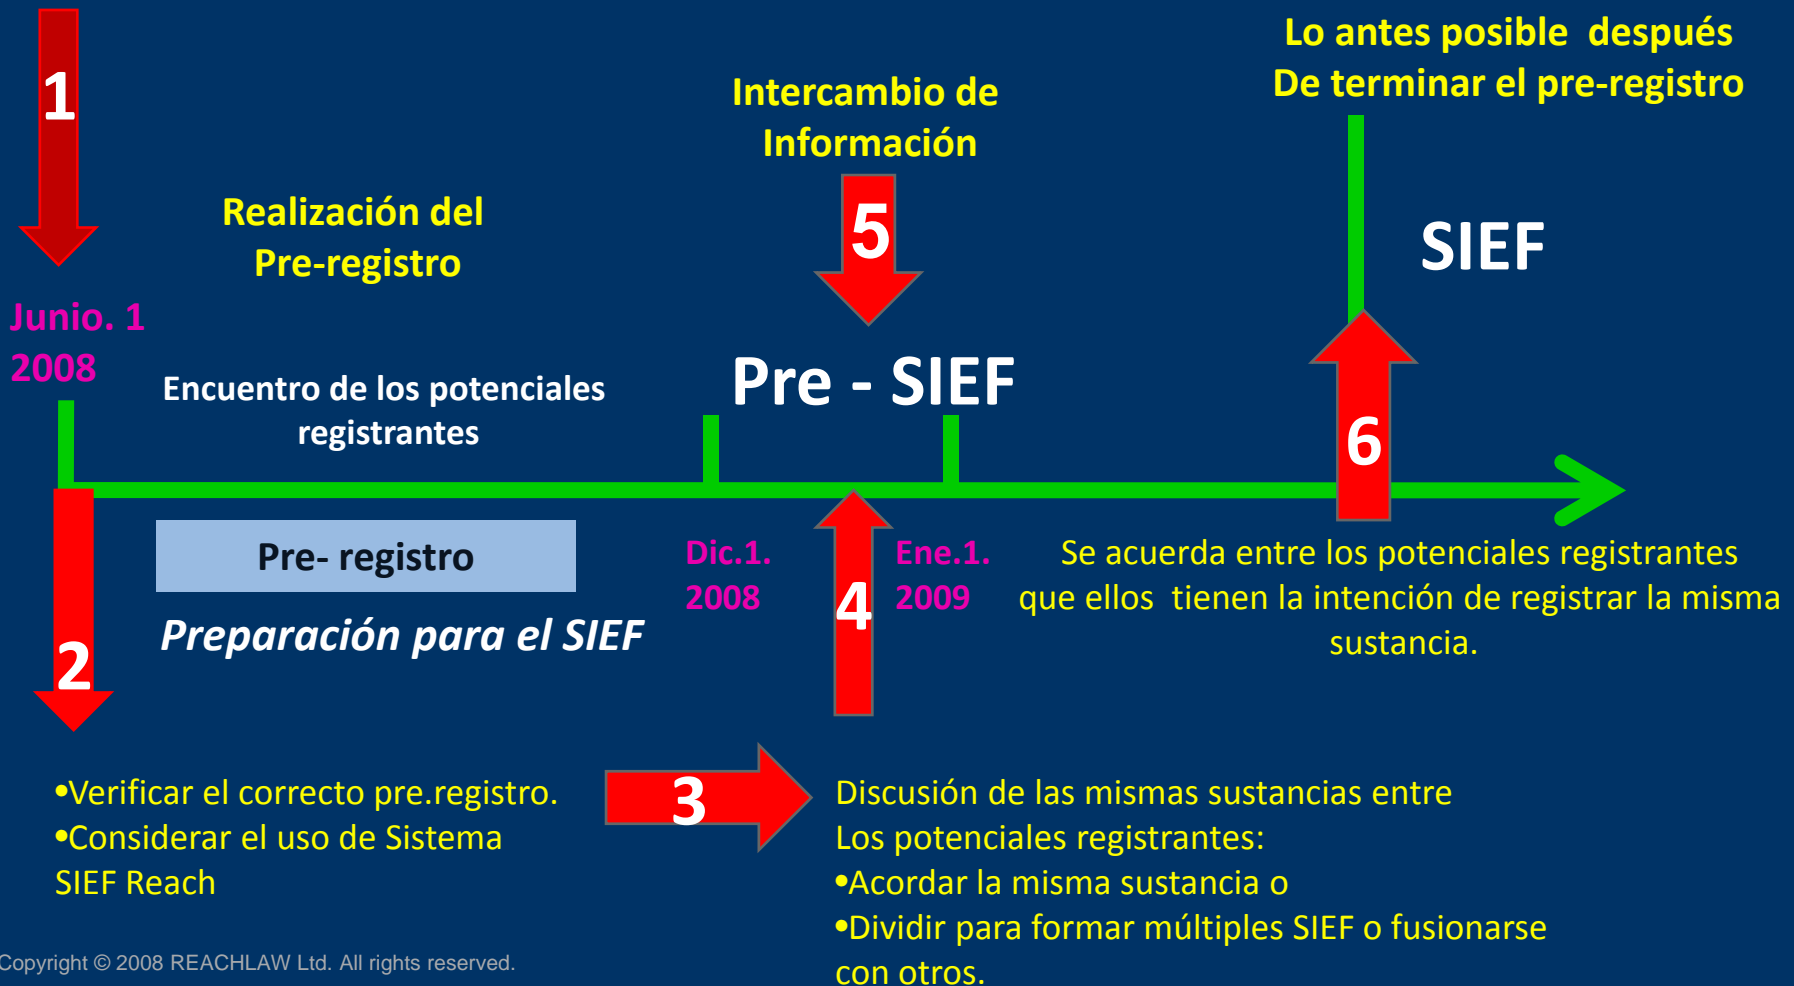 1
Junio. 1
2008
Realización del
Pre-registro
Encuentro de los potenciales
registrantes
Intercambio de
Información
5
Pre - SIEF
Lo antes posible después
De terminar el pre-registro
SIEF
6
2
Pre- registro
Preparación para el SIEF
Dic.1.
2008
4
Ene.1.
2009
Se acuerda entre los potenciales registrantes
que ellos tienen la intención de registrar la misma
sustancia.
•Verificar el correcto pre.registro.
•Considerar el uso de Sistema
SIEF Reach
3
Discusión de las mismas sustancias entre
Los potenciales registrantes:
•Acordar la misma sustancia o
•Dividir para formar múltiples SIEF o fusionarse
con otros.
Copyright © 2008 REACHLAW Ltd. All rights reserved.